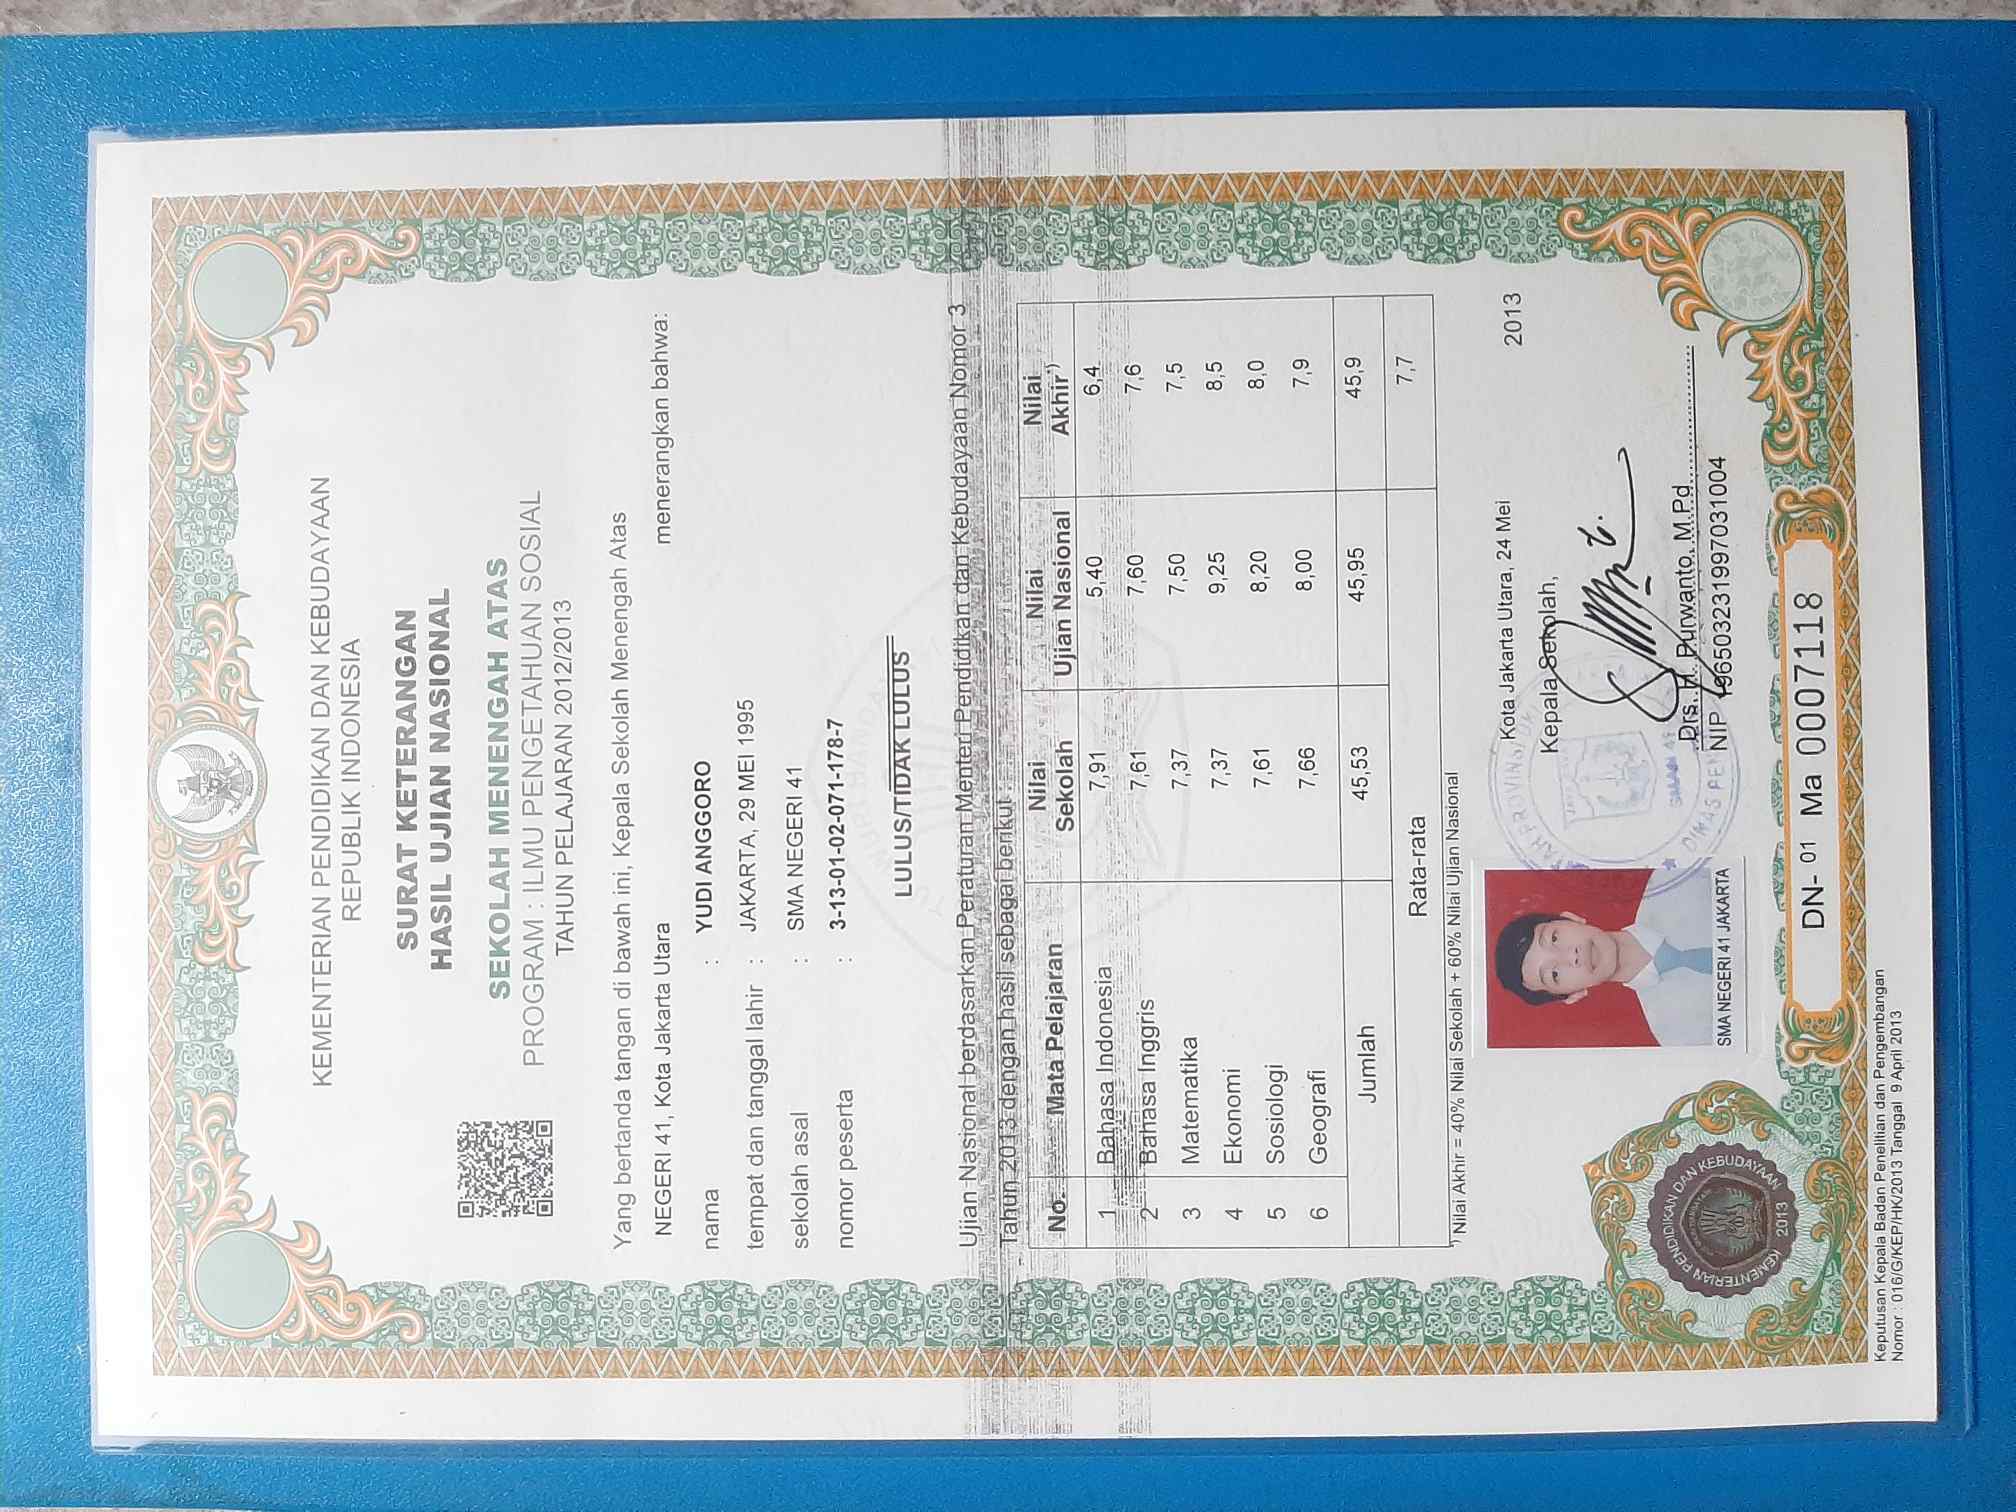 KEMENTERIAN PENDIDIKAN DAN KEBUDAYAAN
REPUBLIK INDONESIA
SURAT KETERANGAN
HASIL UJIAN NASIONAL
SEKOLAH MENENGAH ATAS
PROGRAM : ILMU PENGETAHUAN SOSIAL
TAHUN PELAJARAN 2012/2013
Yang bertanda tangan di bawah ini, Kepala Sekolah Menengah Atas
NEGERI 41, Kota Jakarta Utara menerangkan bahwa:
nama : YUDI ANGGORO
tempat dan tanggal lahir : JAKARTA, 29 MEI 1995
sekolah asal : SMA NEGERI 41
nomor peserta : 3-13-01-02-071-178-7
LULUS/TIDAK LULUS
Ujian Nasional berdasarkan Peraturan Menteri Pendidikan dan Kebudayaan Nomor 3
Tahun 2013 dengan hasil sebagai berikut :
No. Mata Pelajaran Nilai Sekolah Nilai Ujian Nasional Nilai Akhir*)
1 Bahasa Indonesia 7,91 5,40 6,4
2 Bahasa Inggris 7,61 7,60 7,6
3 Matematika 7,37 7,50 7,5
4 Ekonomi 7,37 9,25 8,5
5 Sosiologi 7,61 8,20 8,0
6 Geografi 7,66 8,00 7,9
Jumlah 45,53 45,95 45,9
Rata-rata 7,7
*) Nilai Akhir = 40% Nilai Sekolah + 60% Nilai Ujian Nasional
Kota Jakarta Utara, 24 Mei 2013
Kepala Sekolah,
Drs. H. Purwanto, M.Pd
NIP 196503231997031004
SMA NEGERI 41 JAKARTA
KEMENTERIAN PENDIDIKAN DAN KEBUDAYAAN
2013
DN- 01 Ma 0007118
Keputusan Kepala Badan Penelitian dan Pengembangan
Nomor : 016/G/KEP/HK/2013 Tanggal 9 April 2013